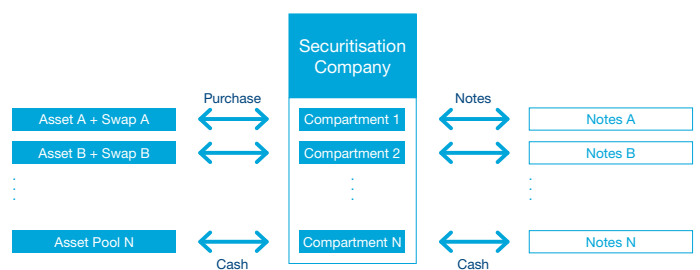 Securitisation
Company
Purchase
Notes
Asset A + Swap A
Compartment 1
Notes A
Asset B + Swap B
Compartment 2
Notes B
Asset Pool N
Compartment N
Notes N
Cash
Cash